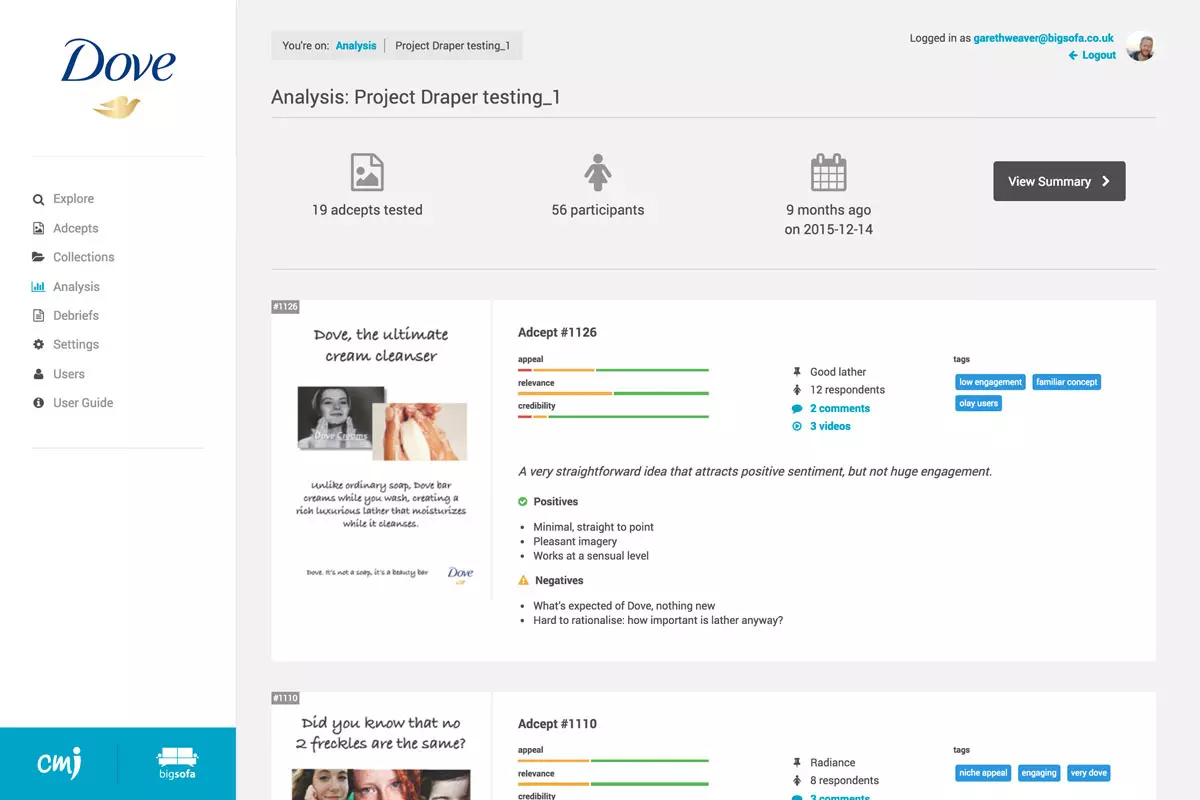 Dove
Explore
Adcepts
Collections
Analysis
Debriefs
Settings
Users
User Guide
cmj
bigsofa
You're on: Analysis Project Draper testing_1
Logged in as garethweaver@bigsofa.co.uk
Logout
Analysis: Project Draper testing_1
19 adcepts tested
56 participants
9 months ago
on 2015-12-14
View Summary
#1126
Dove, the ultimate
cream cleanser
Dove Creams
Unlike ordinary soap, Dove bar
creams while you wash, creating a
rich luxurious lather that moisturizes
while it cleanses.
Dove. It's not a soap, it's a beauty bar
Dove
Adcept #1126
appeal
relevance
credibility
Good lather
12 respondents
2 comments
3 videos
tags
low engagement familiar concept
olay users
A very straightforward idea that attracts positive sentiment, but not huge engagement.
Positives
• Minimal, straight to point
• Pleasant imagery
• Works at a sensual level
Negatives
• What's expected of Dove, nothing new
• Hard to rationalise: how important is lather anyway?
#1110
Did you know that no
2 freckles are the same?
Adcept #1110
appeal
relevance
credibility
Radiance
8 respondents
3 comments
tags
niche appeal engaging very dove